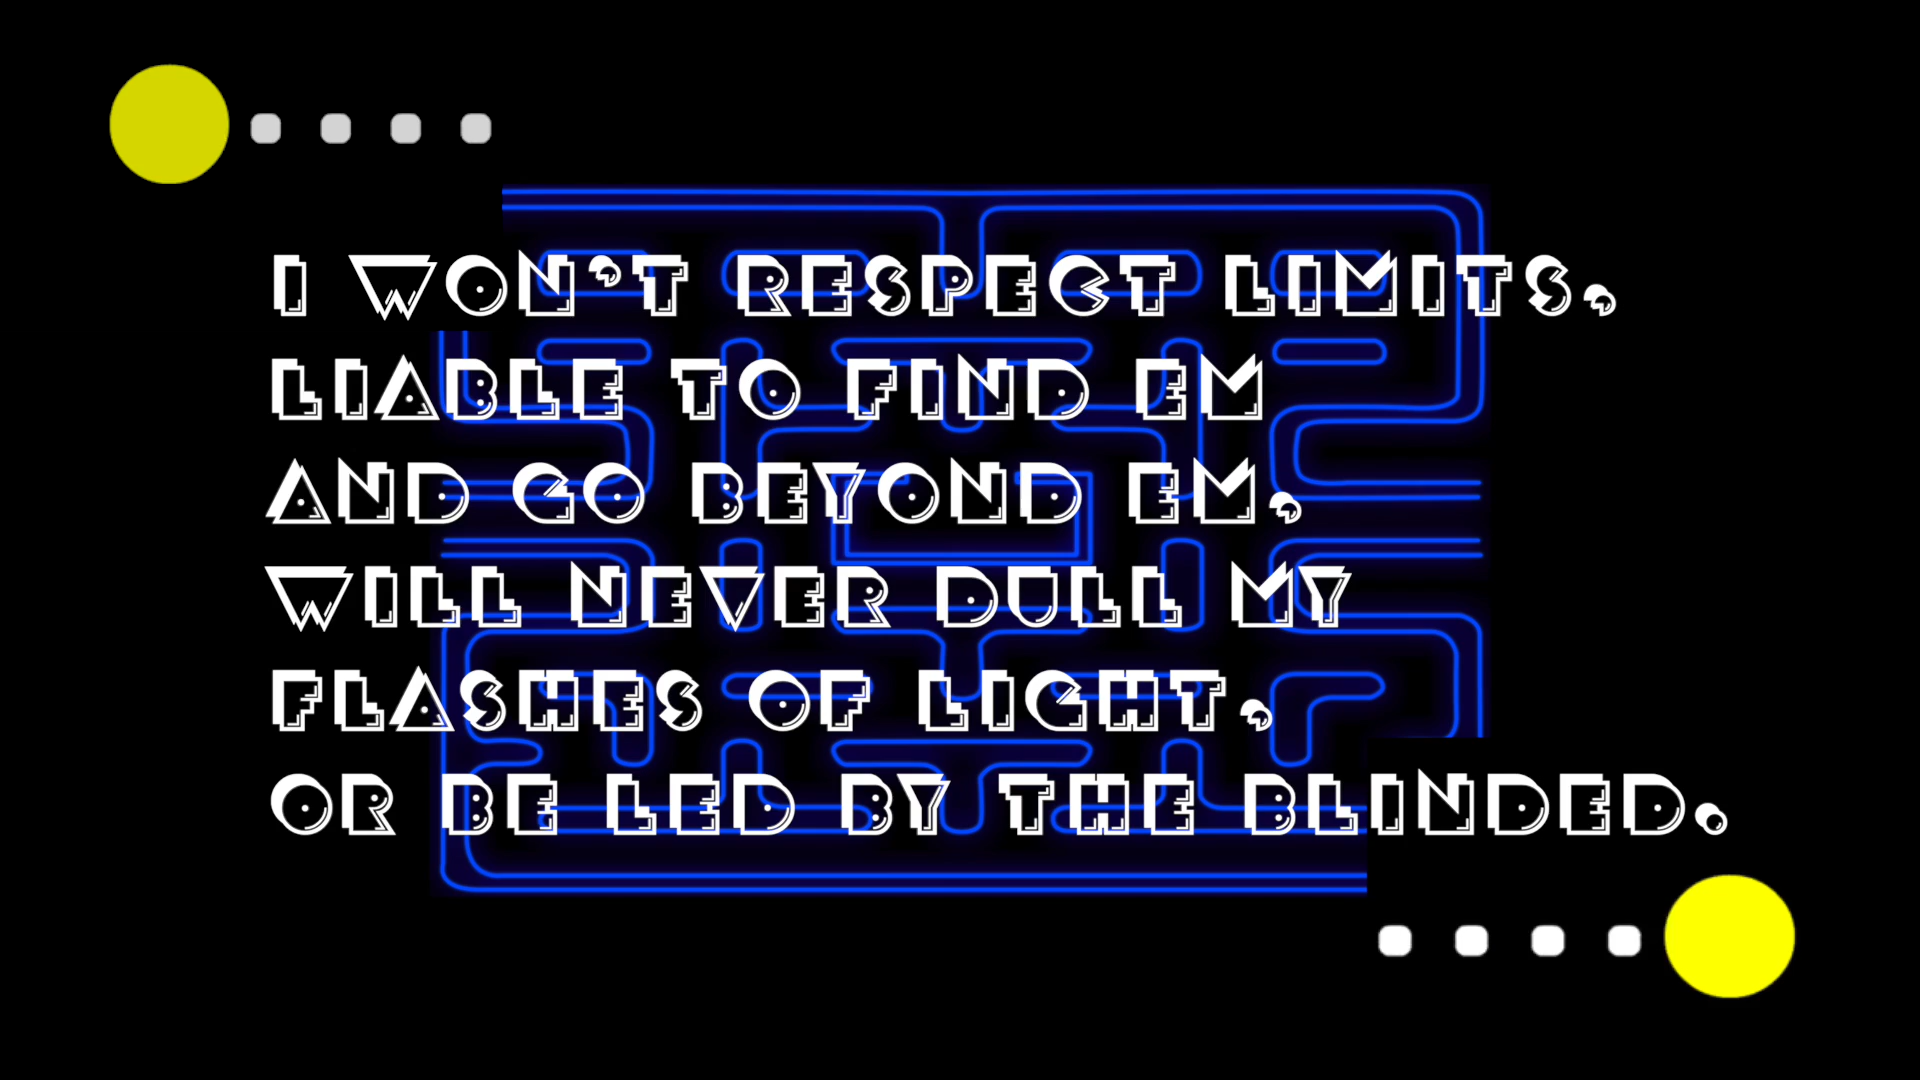 I WON'T RESPECT LIMITS,
LIABLE TO FIND EM
AND GO BEYOND EM,
WILL NEVER DULL MY
FLASHES OF LIGHT,
OR BE LED BY THE BLINDED.